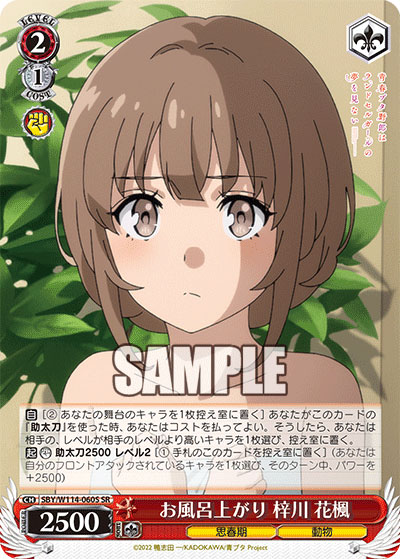 LEVEL
2
1
COST
青春ブタ野郎は
ランドセルガールの
夢を見ない
SAMPLE
自 [② あなたの舞台のキャラを1枚控え室に置く] あなたがこのカードの
『助太刀』を使った時、あなたはコストを払ってよい。そうしたら、あなたは
相手の、レベルが相手のレベルより高いキャラを1枚選び、控え室に置く。
起 助太刀2500 レベル2 [① 手札のこのカードを控え室に置く] (あなたは
自分のフロントアタックされているキャラを1枚選び、そのターン中、パワーを
+2500)
CH SBY/W114-060S SR
2500
お風呂上がり 梓川 花楓
思春期
動物
©2022 鴨志田 一/KADOKAWA/青ブタ Project